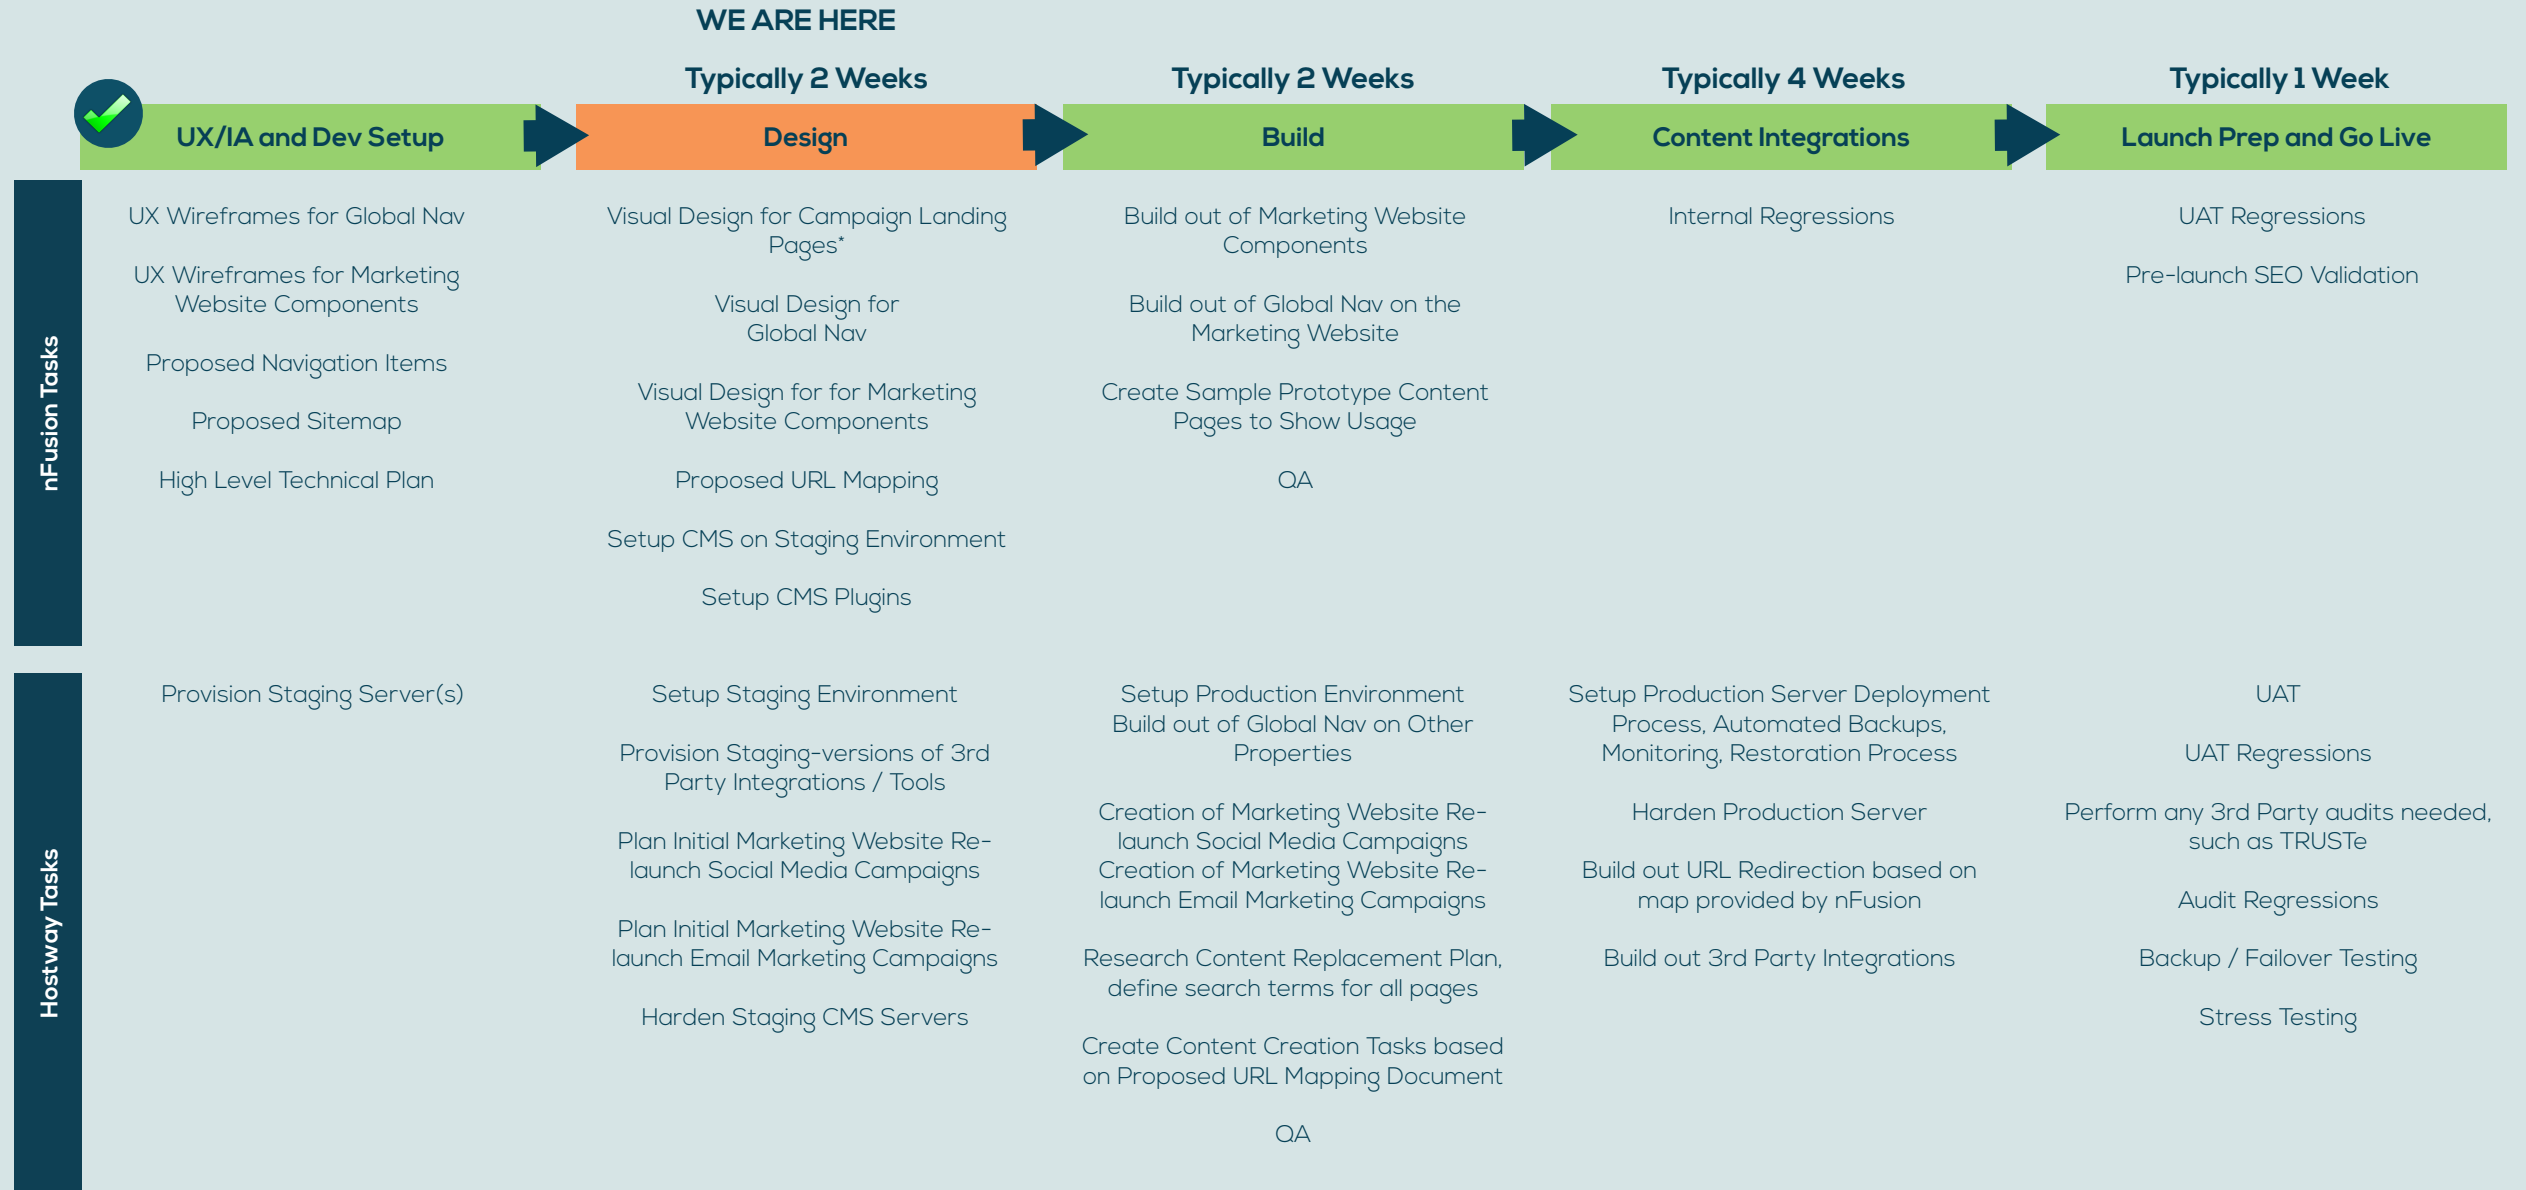 WE ARE HERE
Typically 2 Weeks
Typically 2 Weeks
Typically 4 Weeks
Typically 1 Week
UX/IA and Dev Setup
Design
Build
Content Integrations
Launch Prep and Go Live
nFusion Tasks
UX Wireframes for Global Nav
UX Wireframes for Marketing
Website Components
Proposed Navigation Items
Proposed Sitemap
High Level Technical Plan
Visual Design for Campaign Landing
Pages*
Visual Design for
Global Nav
Visual Design for for Marketing
Website Components
Proposed URL Mapping
Setup CMS on Staging Environment
Setup CMS Plugins
Build out of Marketing Website
Components
Build out of Global Nav on the
Marketing Website
Create Sample Prototype Content
Pages to Show Usage
QA
Internal Regressions
UAT Regressions
Pre-launch SEO Validation
Hostway Tasks
Provision Staging Server(s)
Setup Staging Environment
Provision Staging-versions of 3rd
Party Integrations / Tools
Plan Initial Marketing Website Re-
launch Social Media Campaigns
Plan Initial Marketing Website Re-
launch Email Marketing Campaigns
Harden Staging CMS Servers
Setup Production Environment
Build out of Global Nav on Other
Properties
Creation of Marketing Website Re-
launch Social Media Campaigns
Creation of Marketing Website Re-
launch Email Marketing Campaigns
Research Content Replacement Plan,
define search terms for all pages
Create Content Creation Tasks based
on Proposed URL Mapping Document
QA
Setup Production Server Deployment
Process, Automated Backups,
Monitoring, Restoration Process
Harden Production Server
Build out URL Redirection based on
map provided by nFusion
Build out 3rd Party Integrations
UAT
UAT Regressions
Perform any 3rd Party audits needed,
such as TRUSTe
Audit Regressions
Backup / Failover Testing
Stress Testing